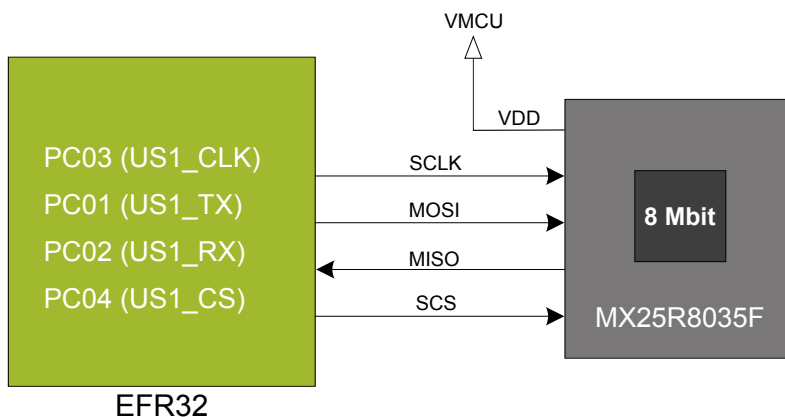 VMCU
VDD
PC03 (US1_CLK)
SCLK
PC01 (US1_TX)
MOSI
8 Mbit
PC02 (US1_RX)
MISO
PC04 (US1_CS)
SCS
MX25R8035F
EFR32